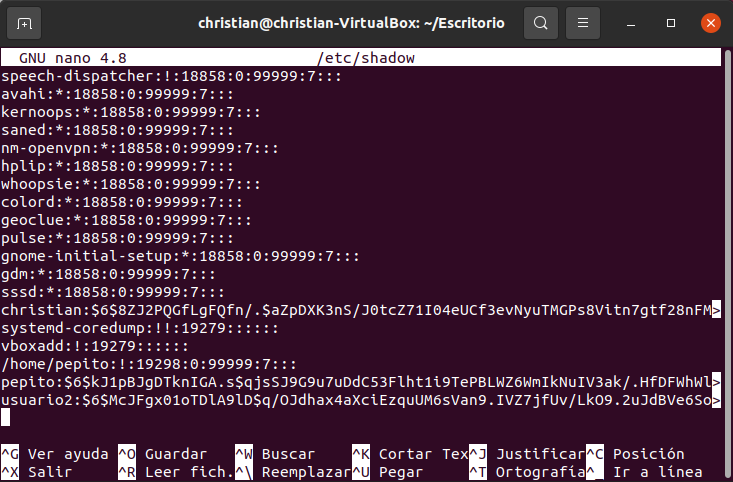 christian@christian-VirtualBox: ~/Escritorio
GNU nano 4.8 /etc/shadow
speech-dispatcher:!:18858:0:99999:7:::
avahi:*:18858:0:99999:7:::
kernoops:*:18858:0:99999:7:::
saned:*:18858:0:99999:7:::
nm-openvpn:*:18858:0:99999:7:::
hplip:*:18858:0:99999:7:::
whoopsie:*:18858:0:99999:7:::
colord:*:18858:0:99999:7:::
geoclue:*:18858:0:99999:7:::
pulse:*:18858:0:99999:7:::
gnome-initial-setup:*:18858:0:99999:7:::
gdm:*:18858:0:99999:7:::
sssd:*:18858:0:99999:7:::
christian:$6$8ZJ2PQGfLgFQfn/.$aZpDXK3nS/J0tcZ71I04eUCf3evNyuTMGPs8Vitn7gtf28nFM>
systemd-coredump:!!:19279::::::
vboxadd:!:19279::::::
/home/pepito:!:19298:0:99999:7:::
pepito:$6$kJ1pBJgDTknIGA.s$qjsSJ9G9u7uDdC53Flht1i9TePBLWZ6WmIkNuIV3ak/.HfDFWhWl>
usuario2:$6$McJFgx01oTDlA9lD$q/OJdhax4aXciEzquUM6sVan9.IVZ7jfUv/LkO9.2uJdBVe6So>
^G Ver ayuda ^O Guardar ^W Buscar ^K Cortar Tex^J Justificar^C Posición
^X Salir ^R Leer fich.^\ Reemplazar^U Pegar ^T Ortografía^_ Ir a línea